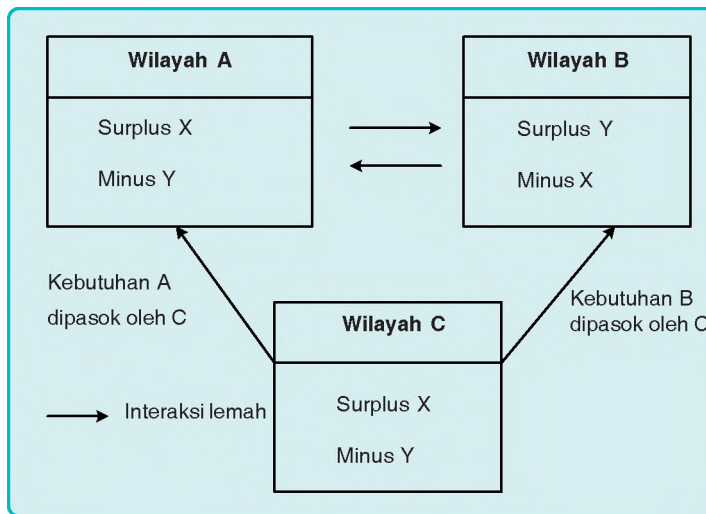 Wilayah A
Surplus X
Minus Y
Wilayah B
Surplus Y
Minus X
Kebutuhan A
dipasok oleh C
Kebutuhan B
dipasok oleh C
Wilayah C
Surplus X
Minus Y
Interaksi lemah